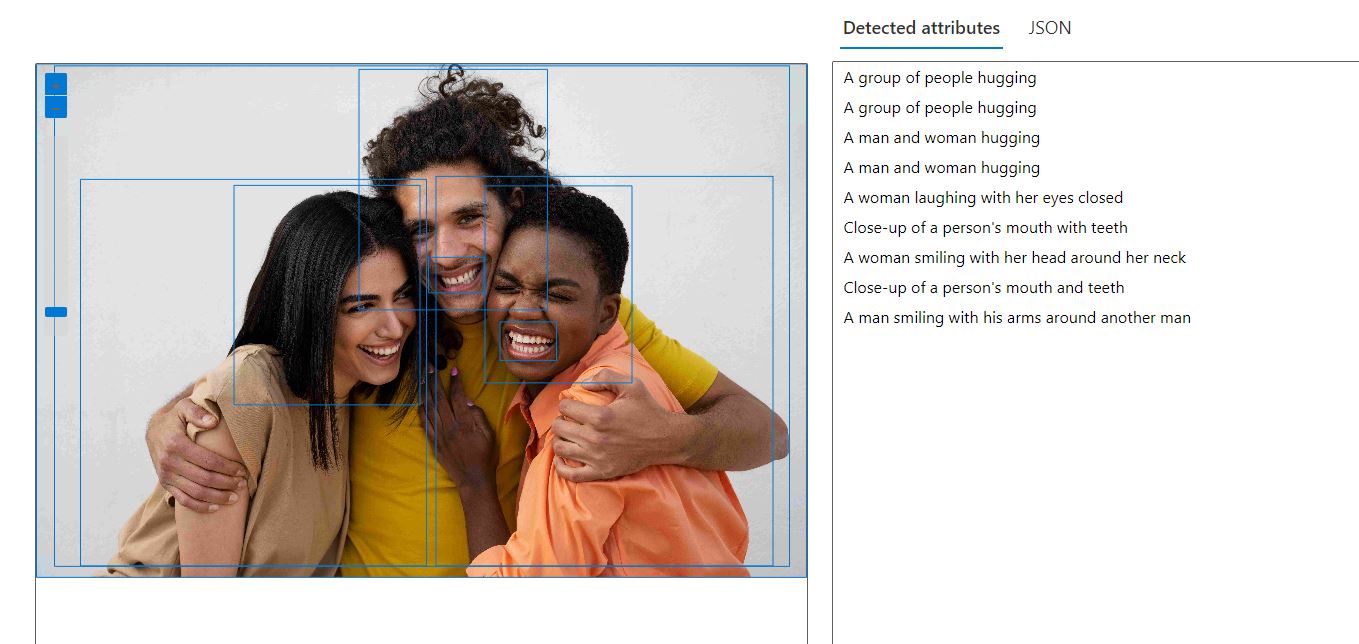 Detected attributes JSON
A group of people hugging
A group of people hugging
A man and woman hugging
A man and woman hugging
A woman laughing with her eyes closed
Close-up of a person's mouth with teeth
A woman smiling with her head around her neck
Close-up of a person's mouth and teeth
A man smiling with his arms around another man